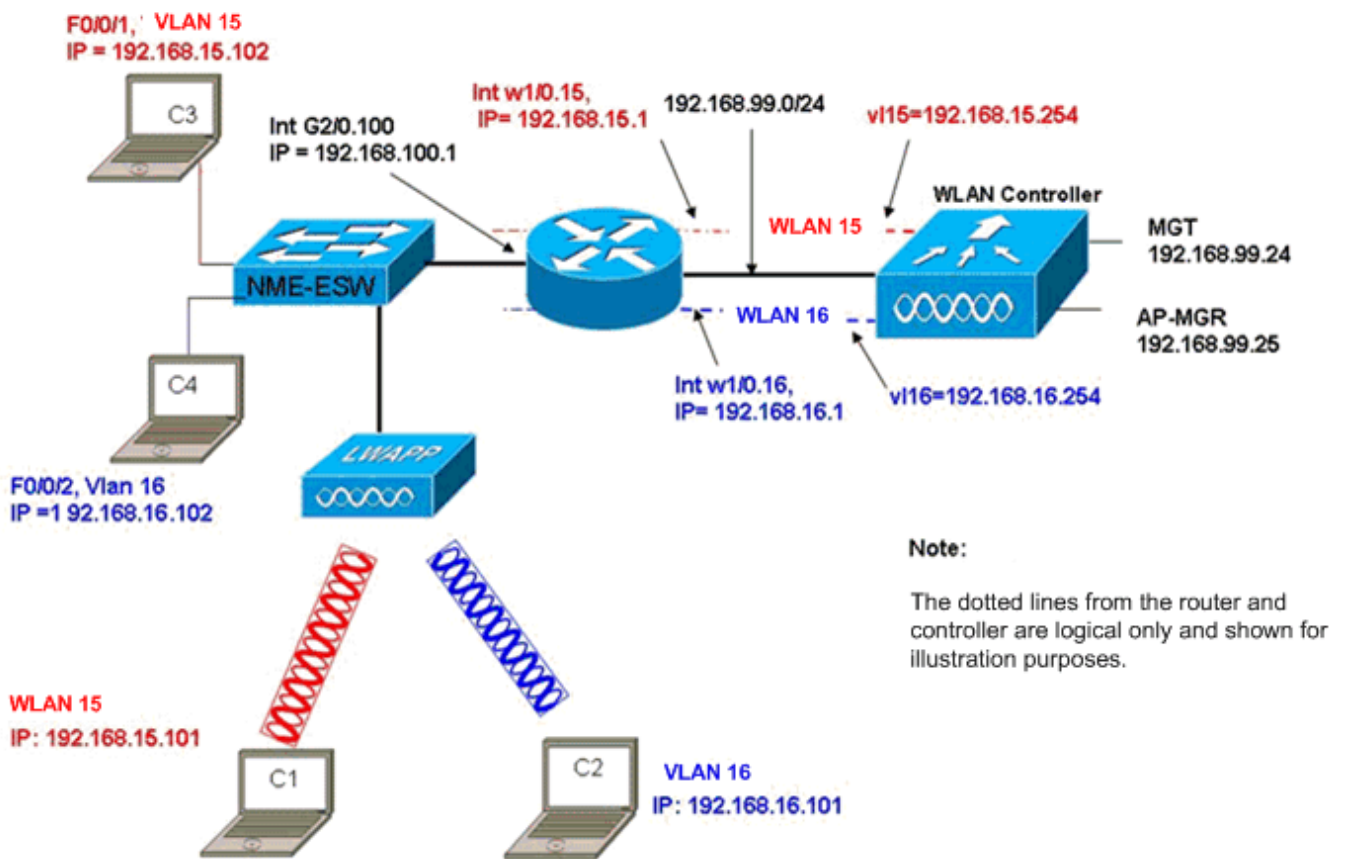 F0/0/1, ' VLAN 15
IP = 192.168.15.102
C3
Int G2/0.100
IP = 192.168.100.1
Int w1/0.15,
IP= 192.168.15.1
192.168.99.0/24
vl15=192.168.15.254
WLAN Controller
WLAN 15
MGT
192.168.99.24
NME-ESW
WLAN 16
AP-MGR
192.168.99.25
C4
Int w1/0.16,
IP= 192.168.16.1
vl16=192.168.16.254
LWAPP
F0/0/2, Vlan 16
IP =1 92.168.16.102
Note:
The dotted lines from the router and
controller are logical only and shown for
illustration purposes.
WLAN 15
IP: 192.168.15.101
C1
C2
VLAN 16
IP: 192.168.16.101